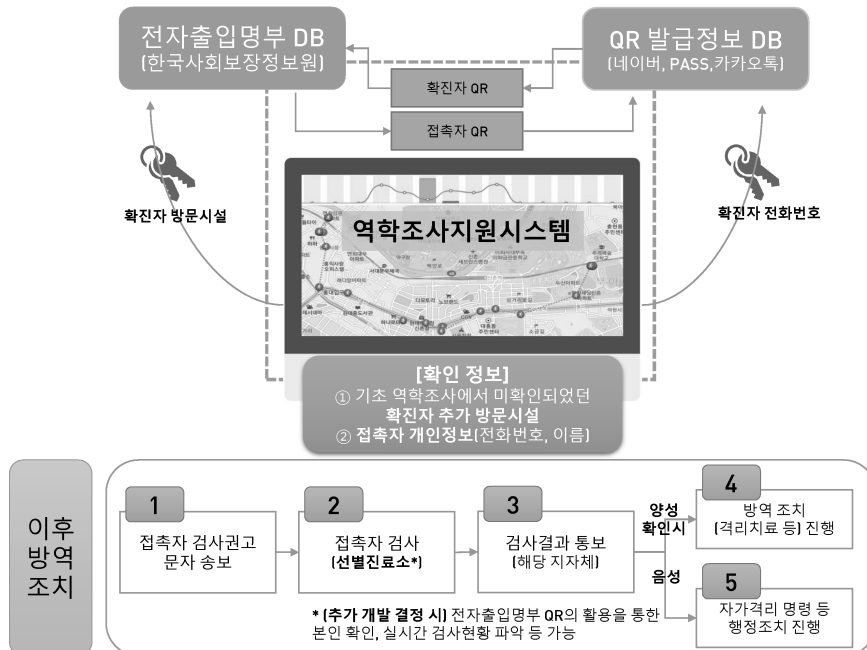 전자출입명부 DB
(한국사회보장정보원)
QR 발급정보 DB
(네이버, PASS,카카오톡)
확진자 QR
접촉자 QR
확진자 방문시설
확진자 전화번호
역학조사지원시스템
[확인 정보]
① 기초 역학조사에서 미확인되었던
확진자 추가 방문시설
② 접촉자 개인정보(전화번호, 이름)
이후
방역
조치
1
접촉자 검사권고
문자 송보
2
접촉자 검사
(선별진료소*)
3
검사결과 통보
(해당 지자체)
양성
확인시
음성
4
방역 조치
(격리치료 등) 진행
5
자가격리 명령 등
행정조치 진행
* (추가 개발 결정 시) 전자출입명부 QR의 활용을 통한
본인 확인, 실시간 검사현황 파악 등 가능